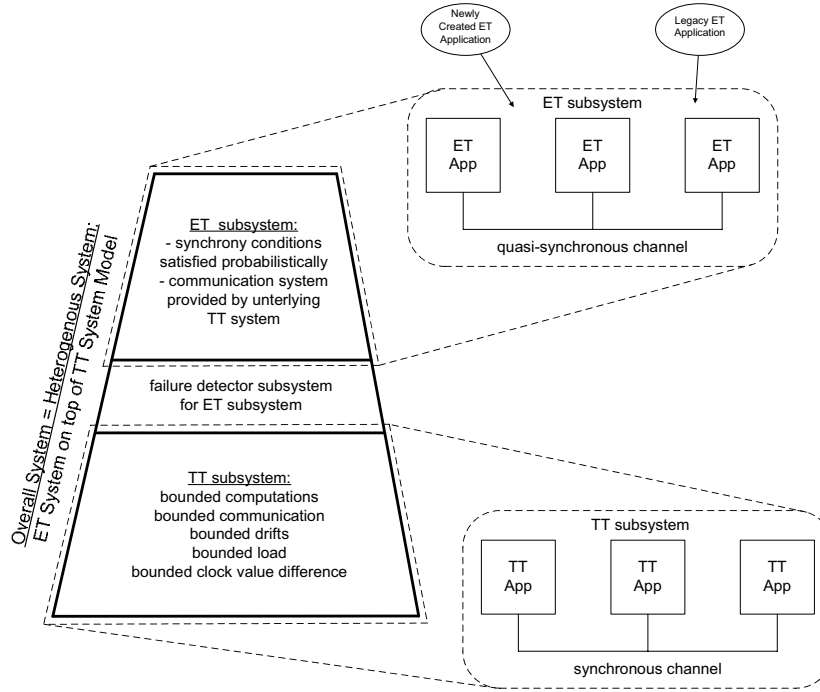 Newly
Created ET
Application
Legacy ET
Application
ET subsystem
ET
App
ET
App
ET
App
quasi-synchronous channel
Overall System = Heterogenous System:
ET System on top of TT System Model
ET  subsystem:
- synchrony conditions
satisfied probabilistically
- communication system
provided by unterlying
TT system
failure detector subsystem
for ET subsystem
TT subsystem:
bounded computations
bounded communication
bounded drifts
bounded load
bounded clock value difference
TT subsystem
TT
App
TT
App
TT
App
synchronous channel